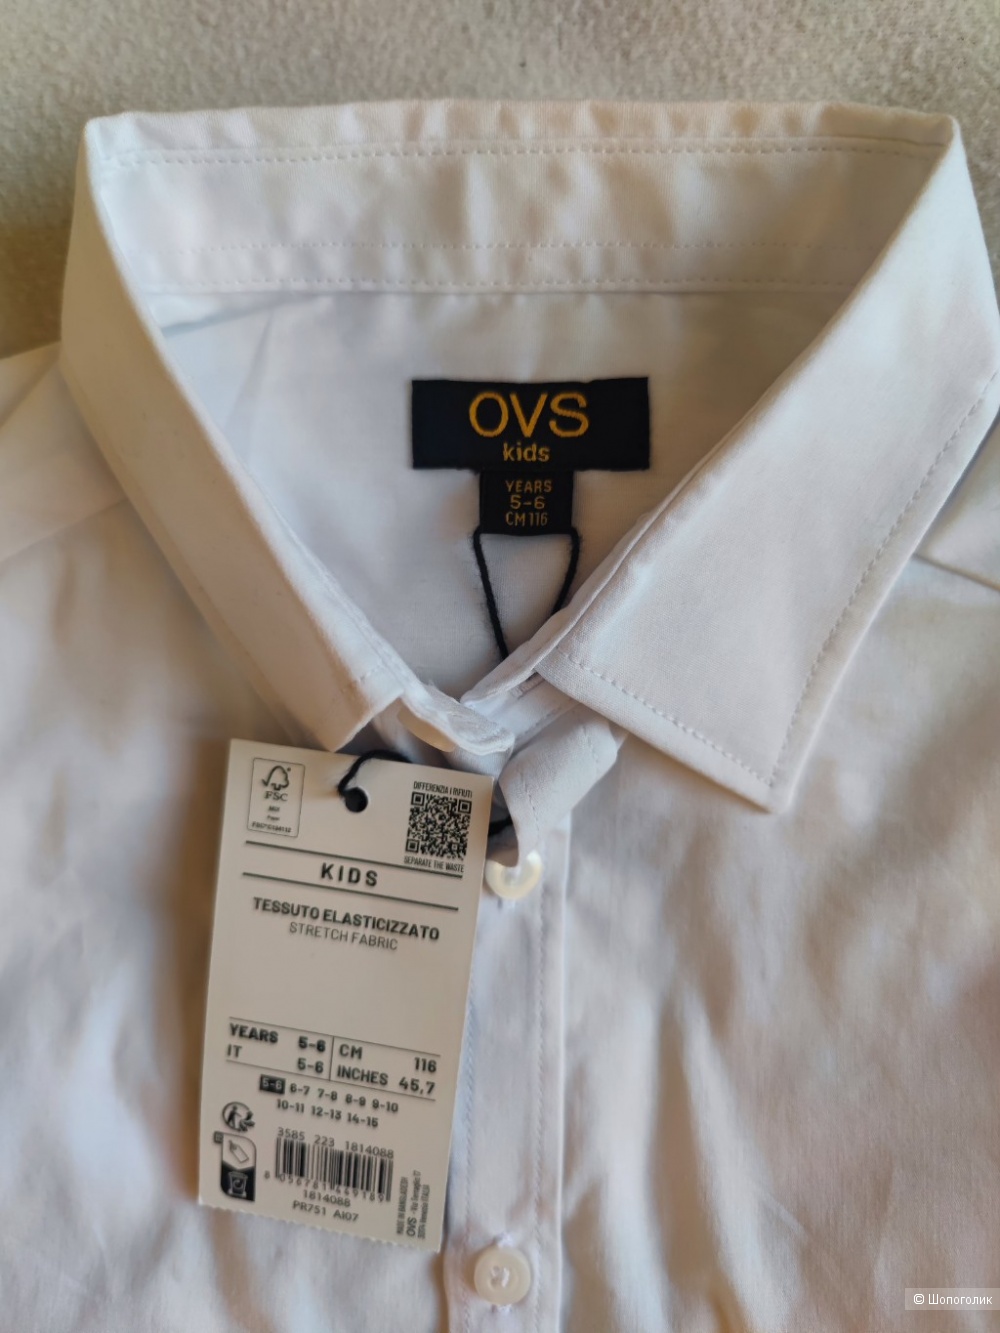 OVS
kids
YEARS
5-6
CM 116
FSC
DIFFERENZIA I RIFIUTI
SEPARATE THE WASTE
KIDS
TESSUTO ELASTICIZZATO
STRETCH FABRIC
YEARS 5-6 CM 116
IT 5-6 INCHES 45,7
5-6 6-7 7-8 8-9 9-10
10-11 12-13 14-15
3585 223 1814088
1814088
PR751 AI07
© Шопоголик